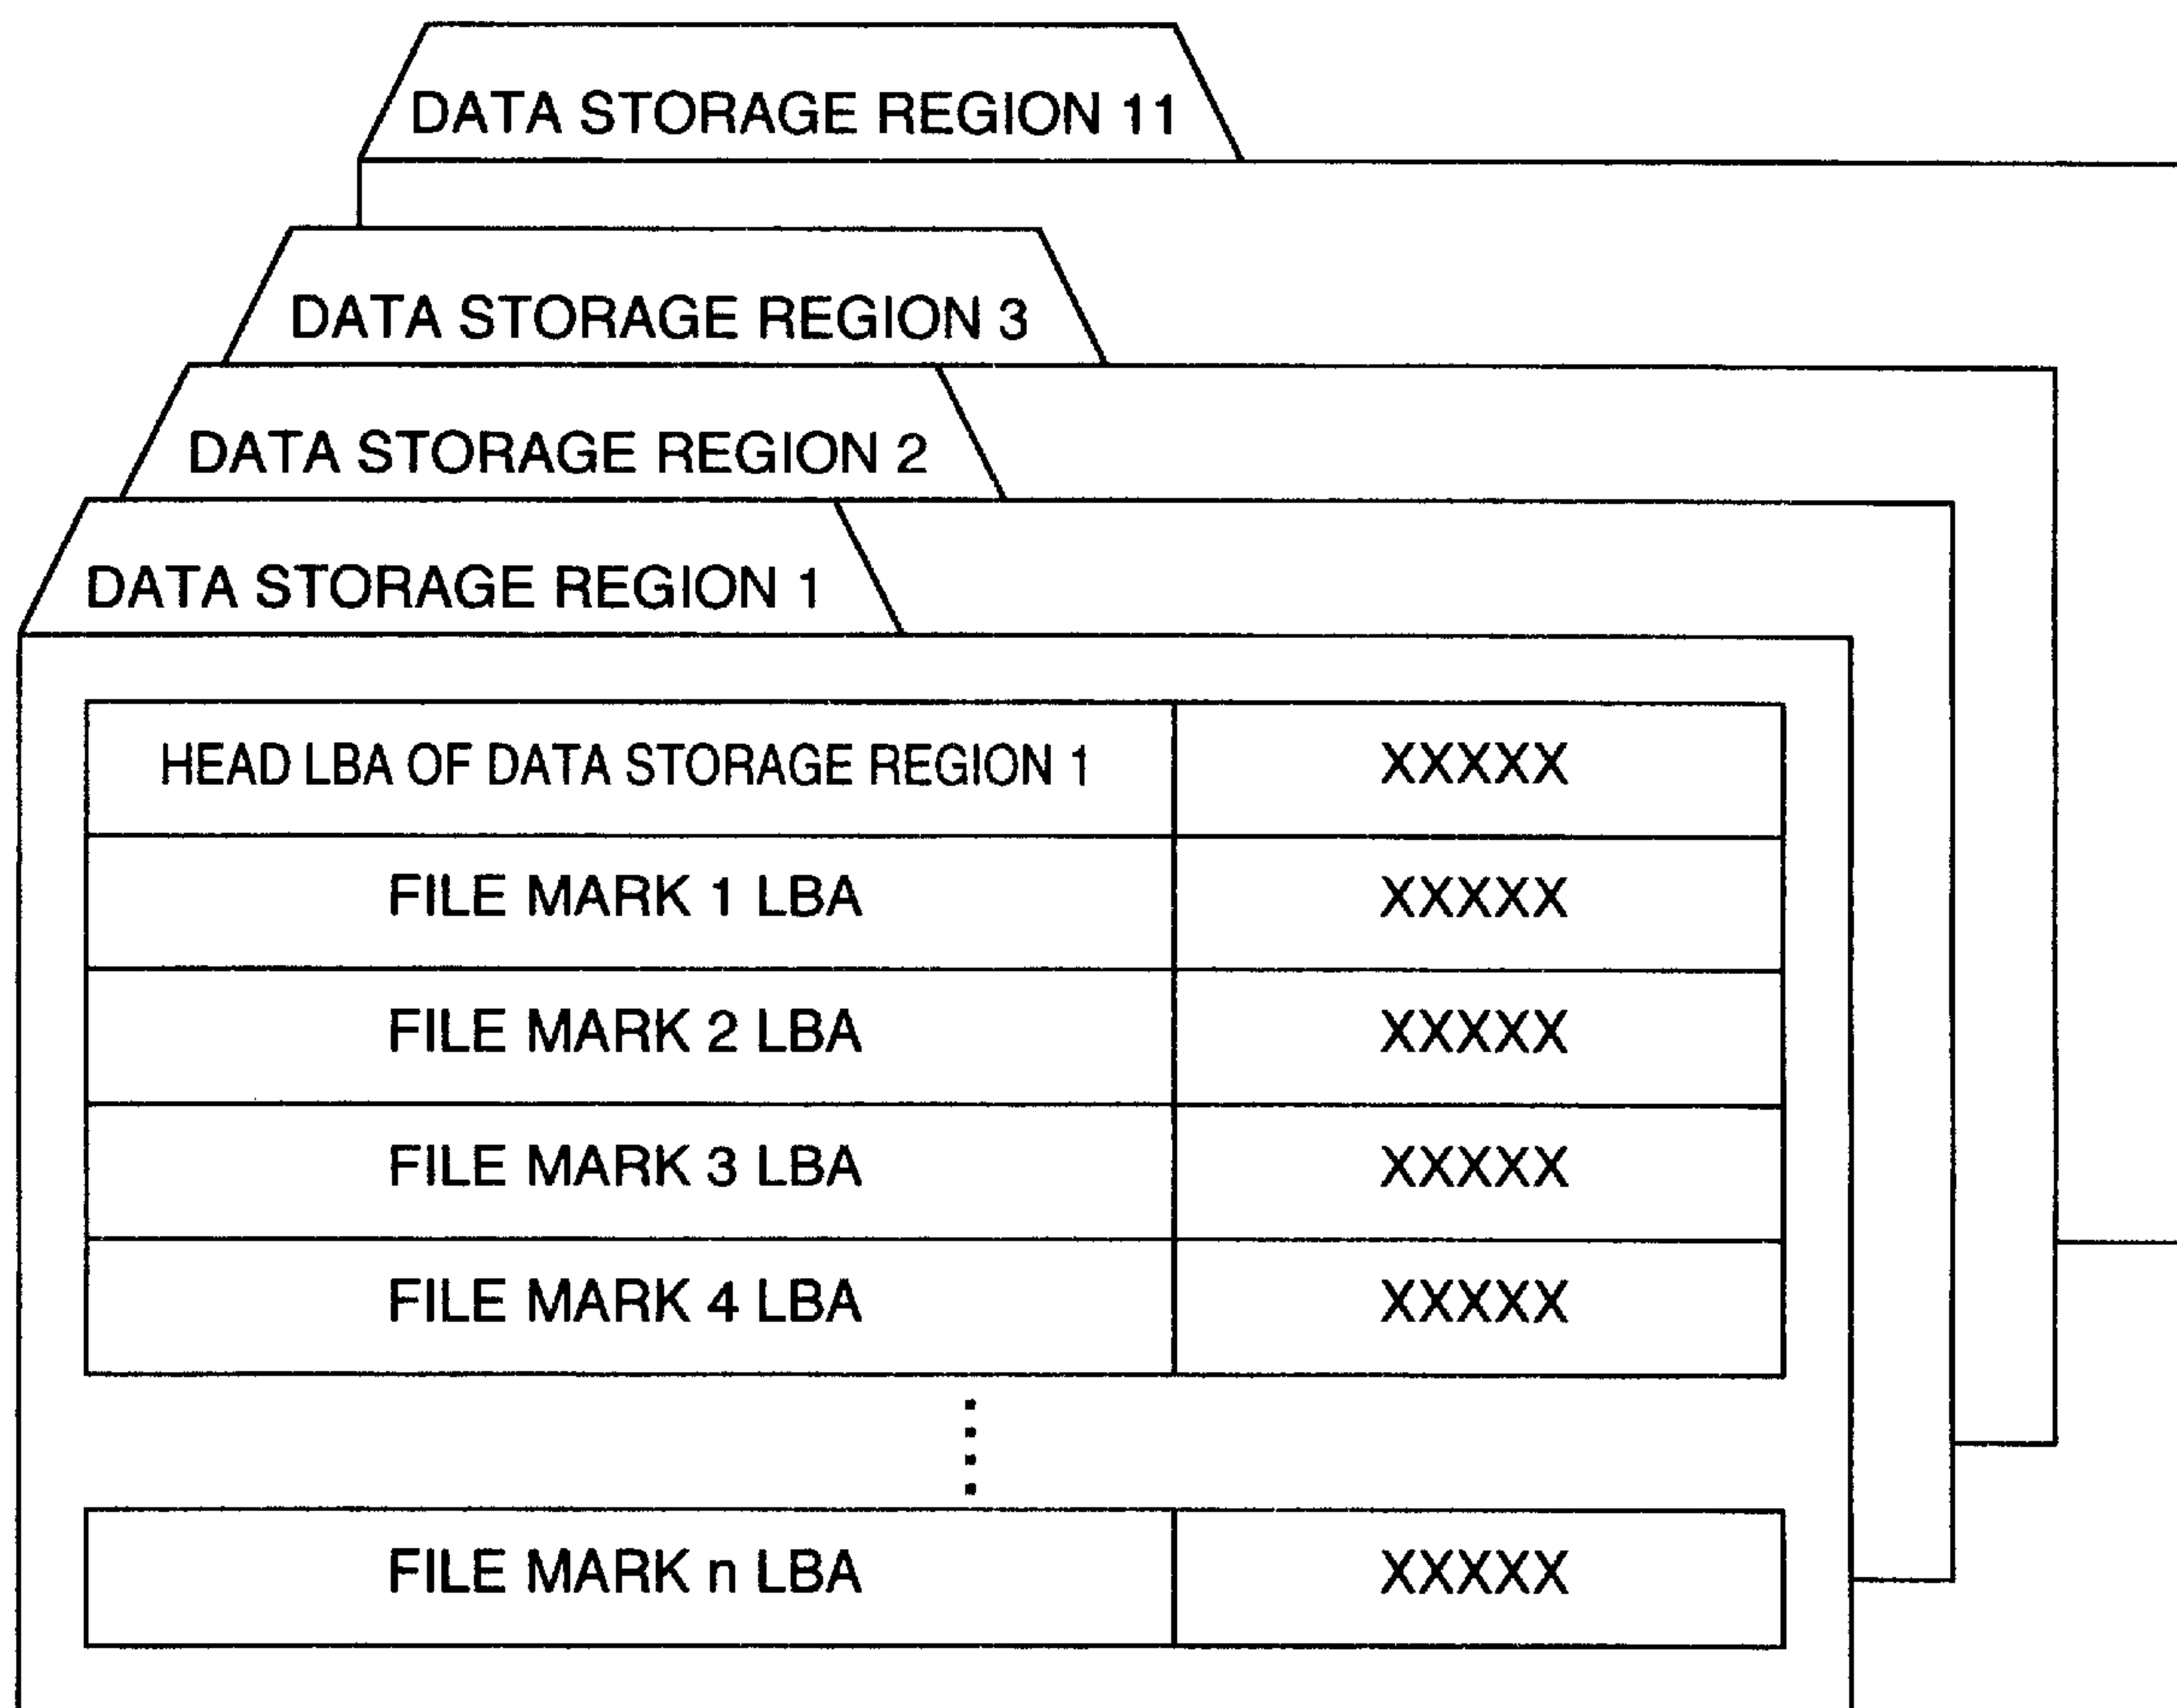 DATA STORAGE REGION 11
DATA STORAGE REGION 3
DATA STORAGE REGION 2
DATA STORAGE REGION 1
HEAD LBA OF DATA STORAGE REGION 1 XXXXX
FILE MARK 1 LBA XXXXX
FILE MARK 2 LBA XXXXX
FILE MARK 3 LBA XXXXX
FILE MARK 4 LBA XXXXX
FILE MARK n LBA XXXXX